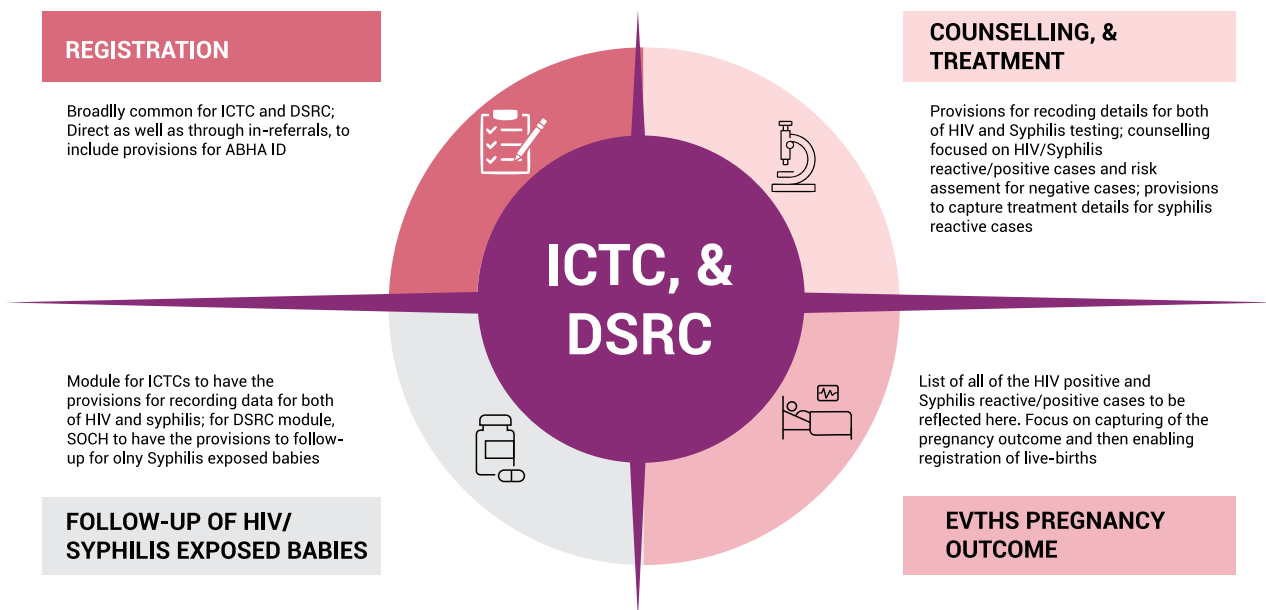 REGISTRATION
Broadlly common for ICTC and DSRC;
Direct as well as through in-referrals, to
include provisions for ABHA ID
COUNSELLING, &
TREATMENT
Provisions for recoding details for both
of HIV and Syphilis testing; counselling
focused on HIV/Syphilis
reactive/positive cases and risk
assement for negative cases; provisions
to capture treatment details for syphilis
reactive cases
ICTC, &
DSRC
Module for ICTCs to have the
provisions for recording data for both
of HIV and syphilis; for DSRC module,
SOCH to have the provisions to follow-
up for olny Syphilis exposed babies
FOLLOW-UP OF HIV/
SYPHILIS EXPOSED BABIES
List of all of the HIV positive and
Syphilis reactive/positive cases to be
reflected here. Focus on capturing of the
pregnancy outcome and then enabling
registration of live-births
EVTHS PREGNANCY
OUTCOME